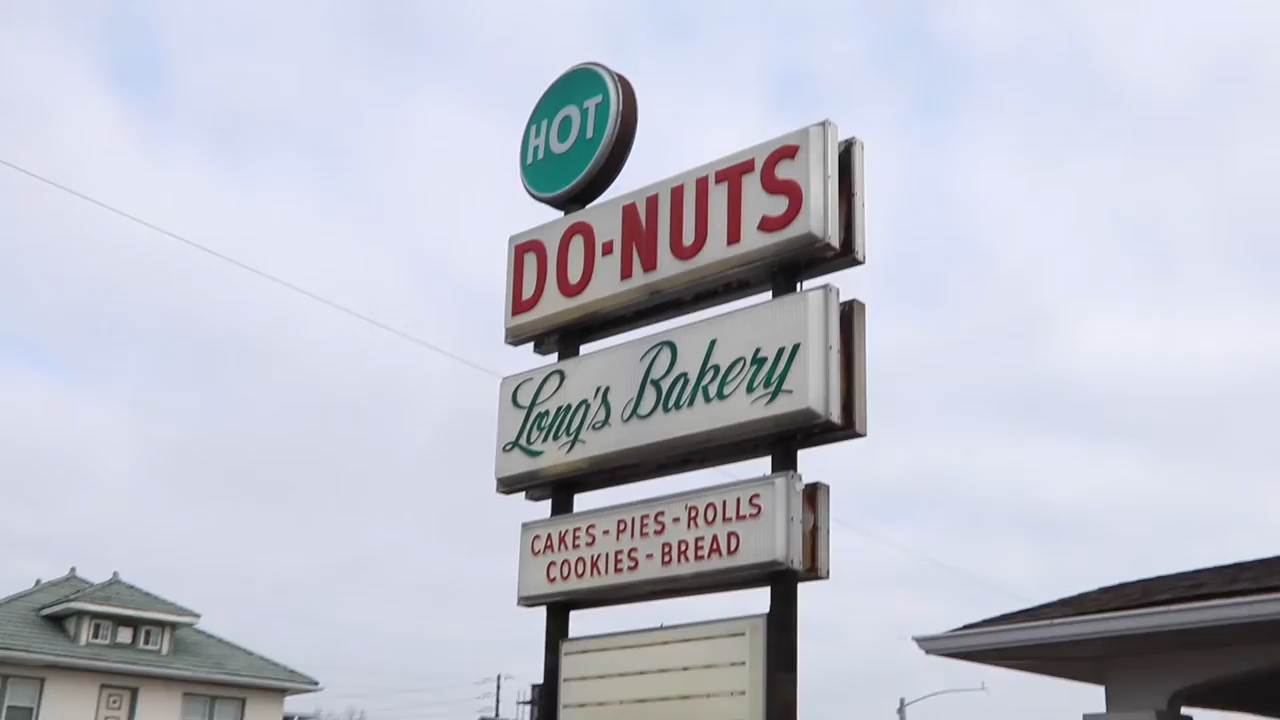 HOT
DO-NUTS
Long's Bakery
CAKES-PIES-ROLLS
COOKIES-BREAD